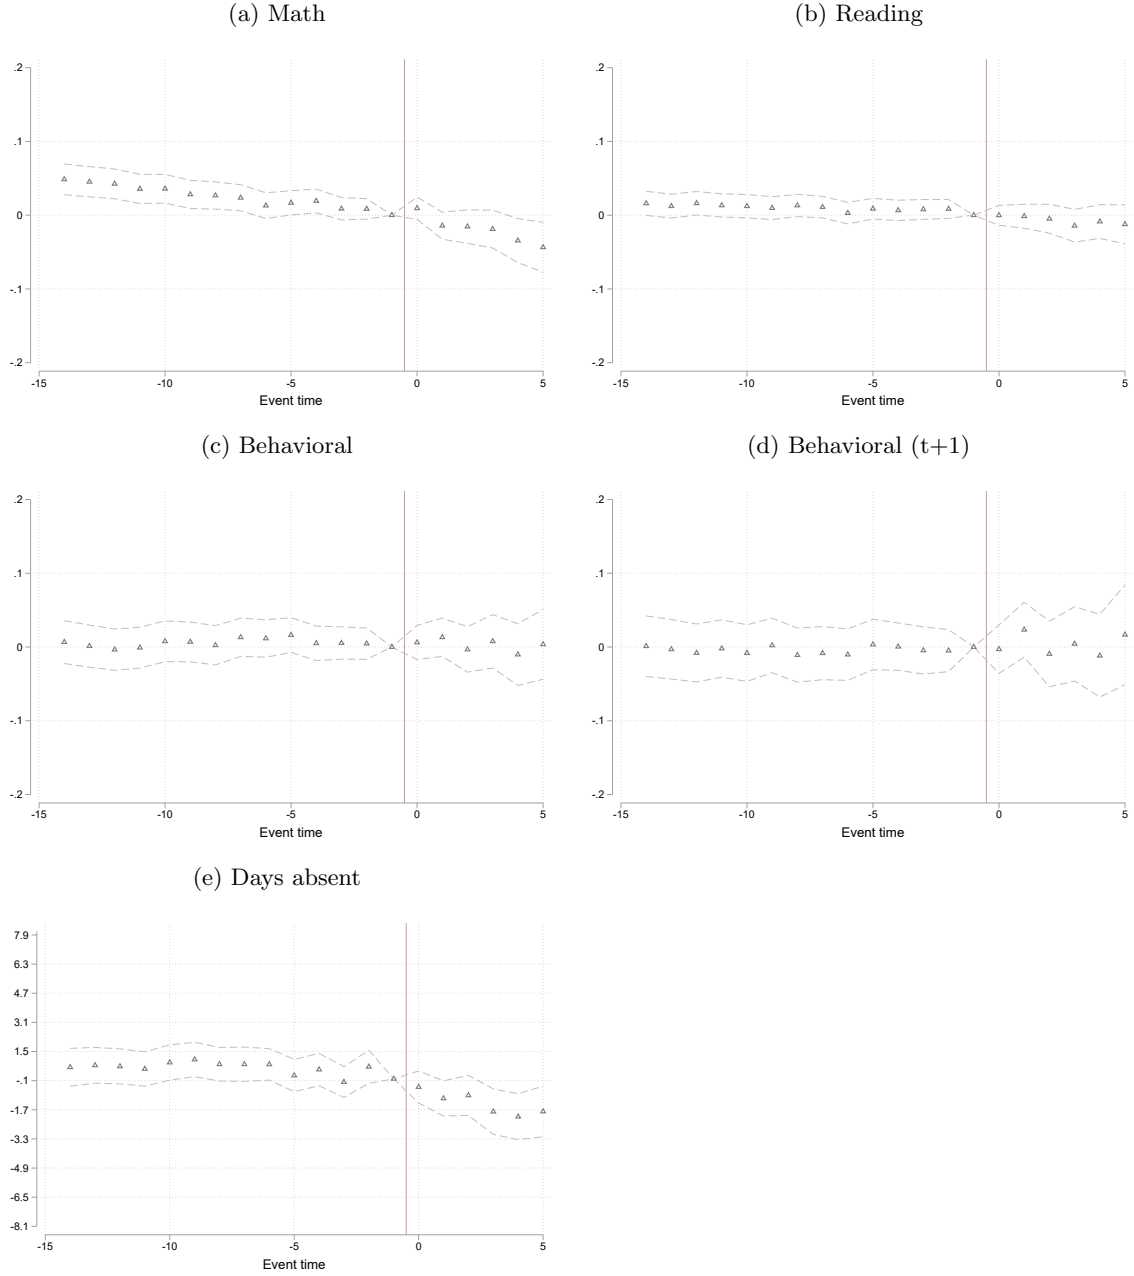 (a) Math
(b) Reading
.2
.1
0
-.1
-.2
-15 -10 -5 0 5
Event time
.2
.1
0
-.1
-.2
-15 -10 -5 0 5
Event time
(c) Behavioral
(d) Behavioral (t+1)
.2
.1
0
-.1
-.2
-15 -10 -5 0 5
Event time
.2
.1
0
-.1
-.2
-15 -10 -5 0 5
Event time
(e) Days absent
7.9
6.3
4.7
3.1
1.5
-.1
-1.7
-3.3
-4.9
-6.5
-8.1
-15 -10 -5 0 5
Event time